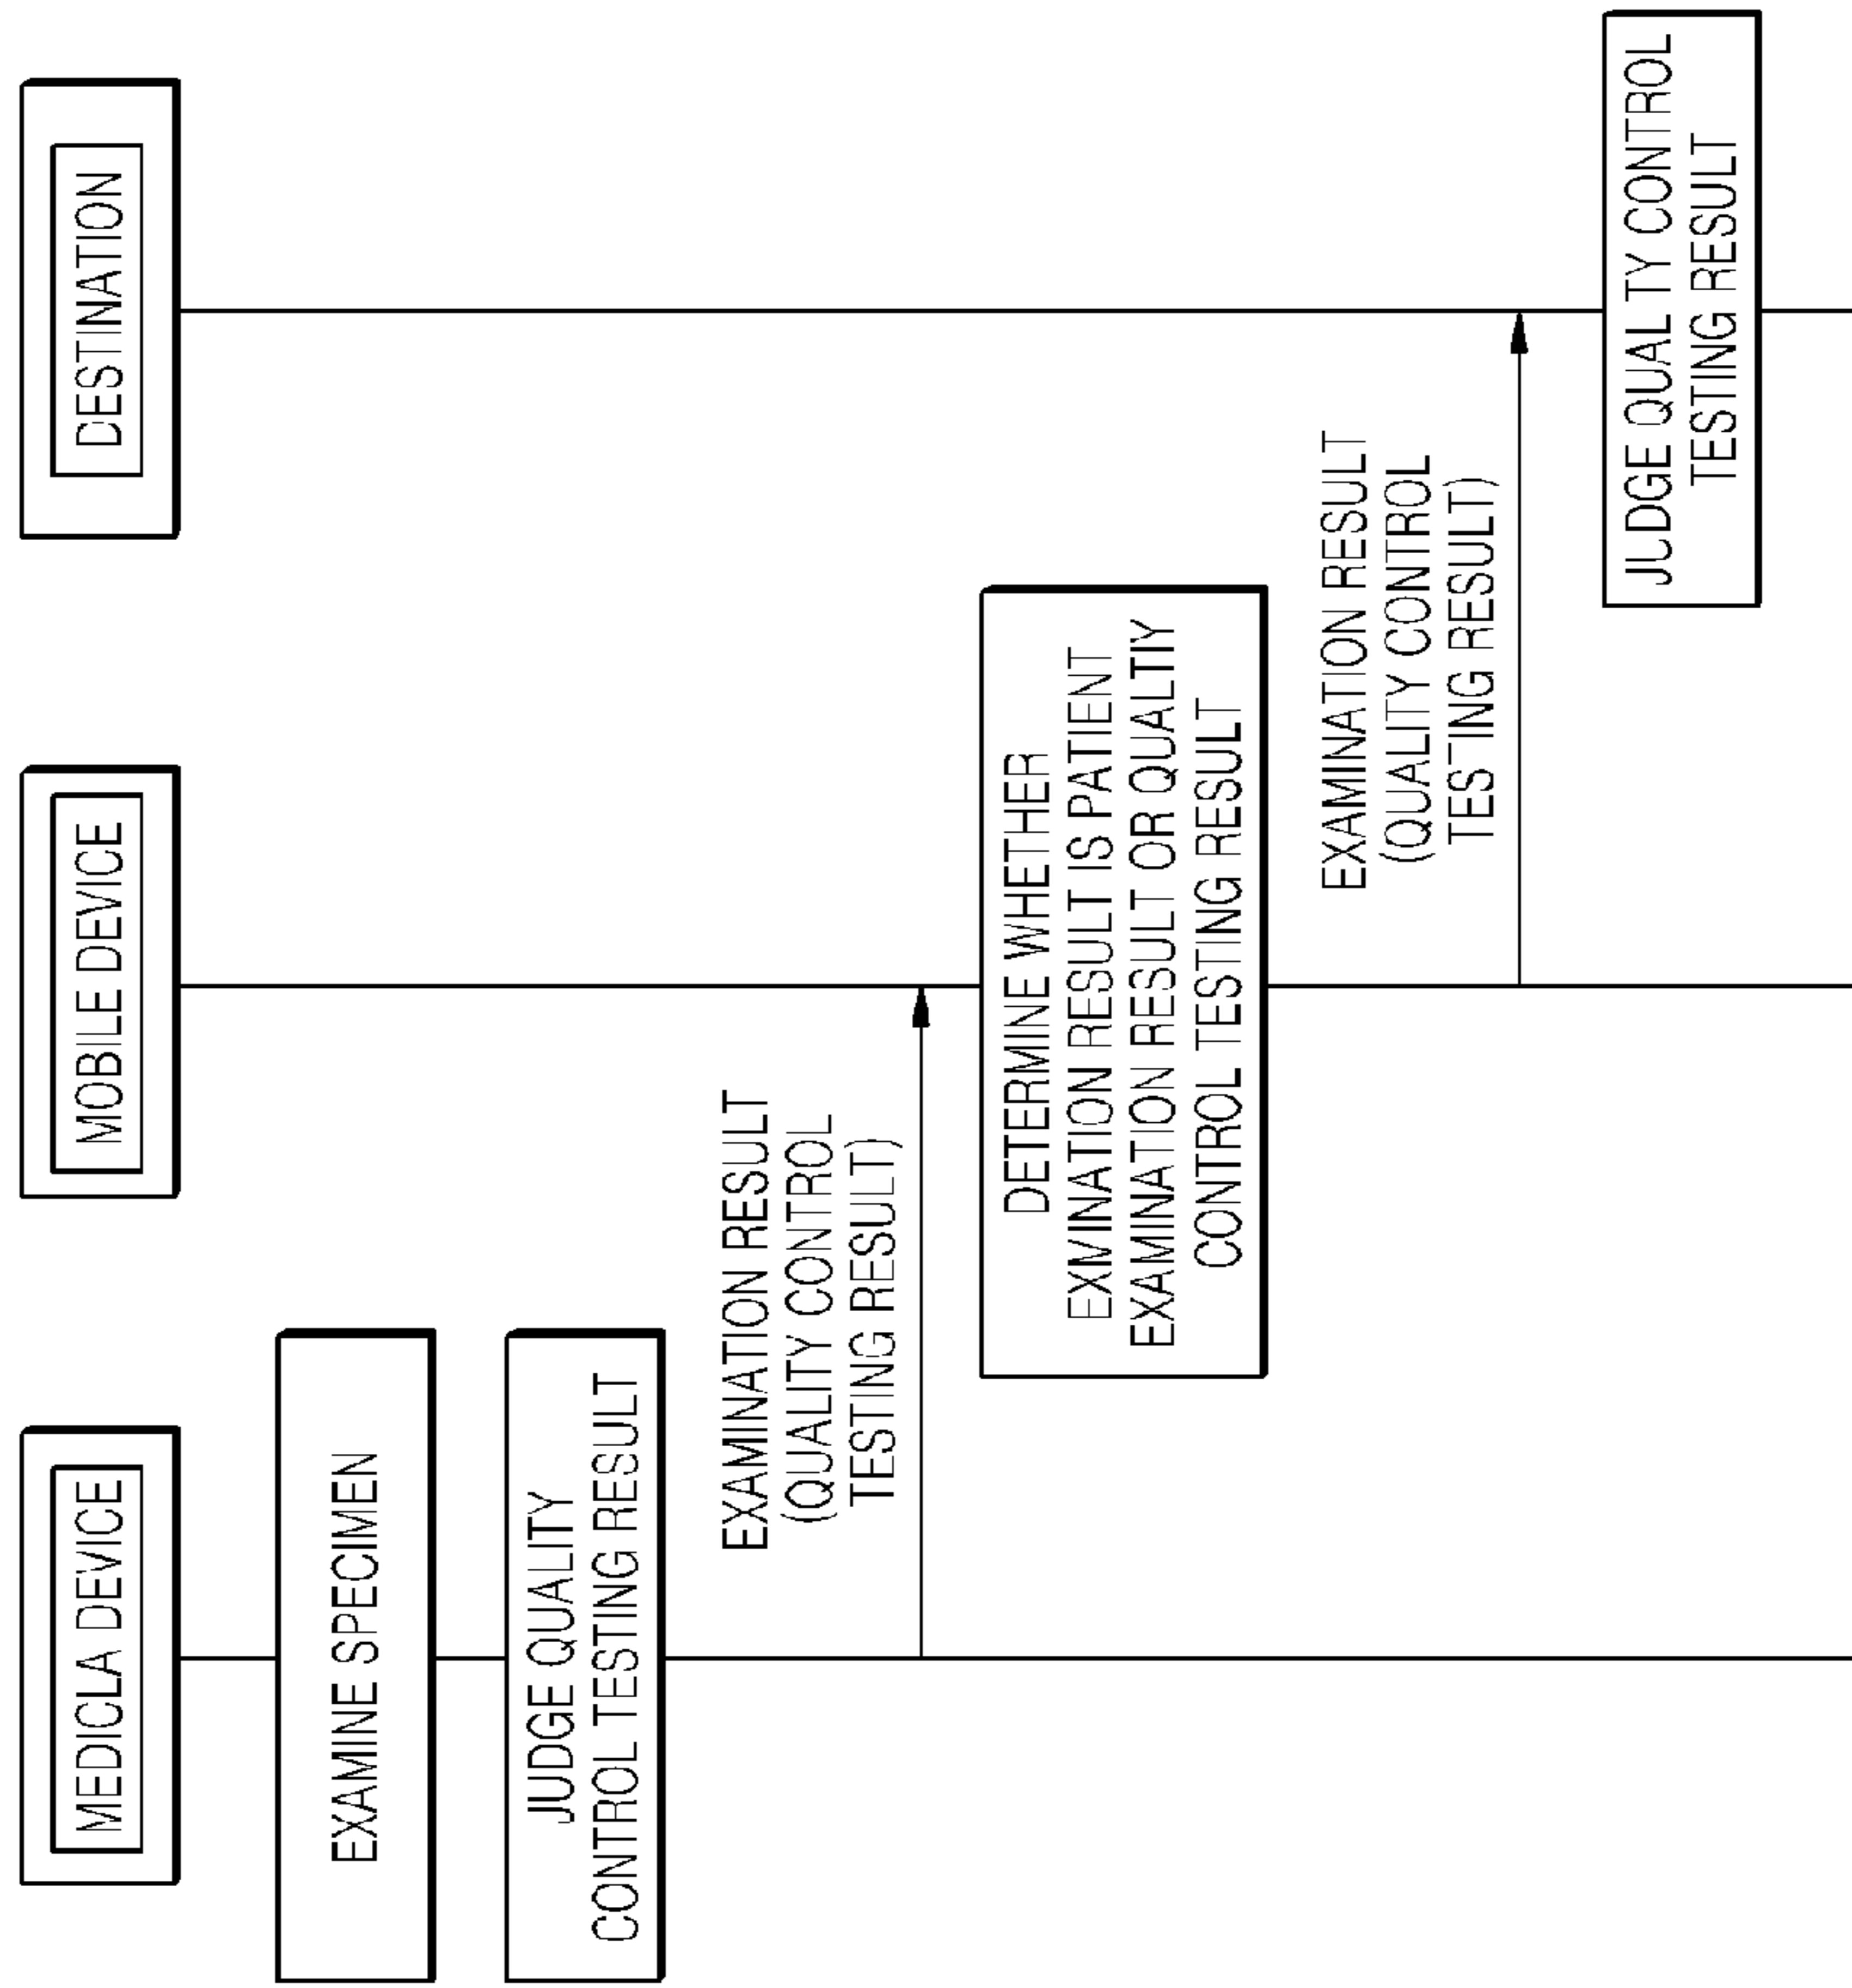 MEDICLA DEVICE
MOBILE DEVICE
DESTINATION
EXAMINE SPECIMEN
JUDGE QUALITY
CONTROL TESTING RESULT
EXAMINATION RESULT
(QUALITY CONTROL
TESTING RESULT)
DETERMINE WHETHER
EXMINATION RESULT IS PATIENT
EXAMINATION RESULT OR QUALTIY
CONTROL TESTING RESULT
EXAMINATION RESULT
(QUALITY CONTROL
TESTING RESULT)
JUDGE QUAL TY CONTROL
TESTING RESULT